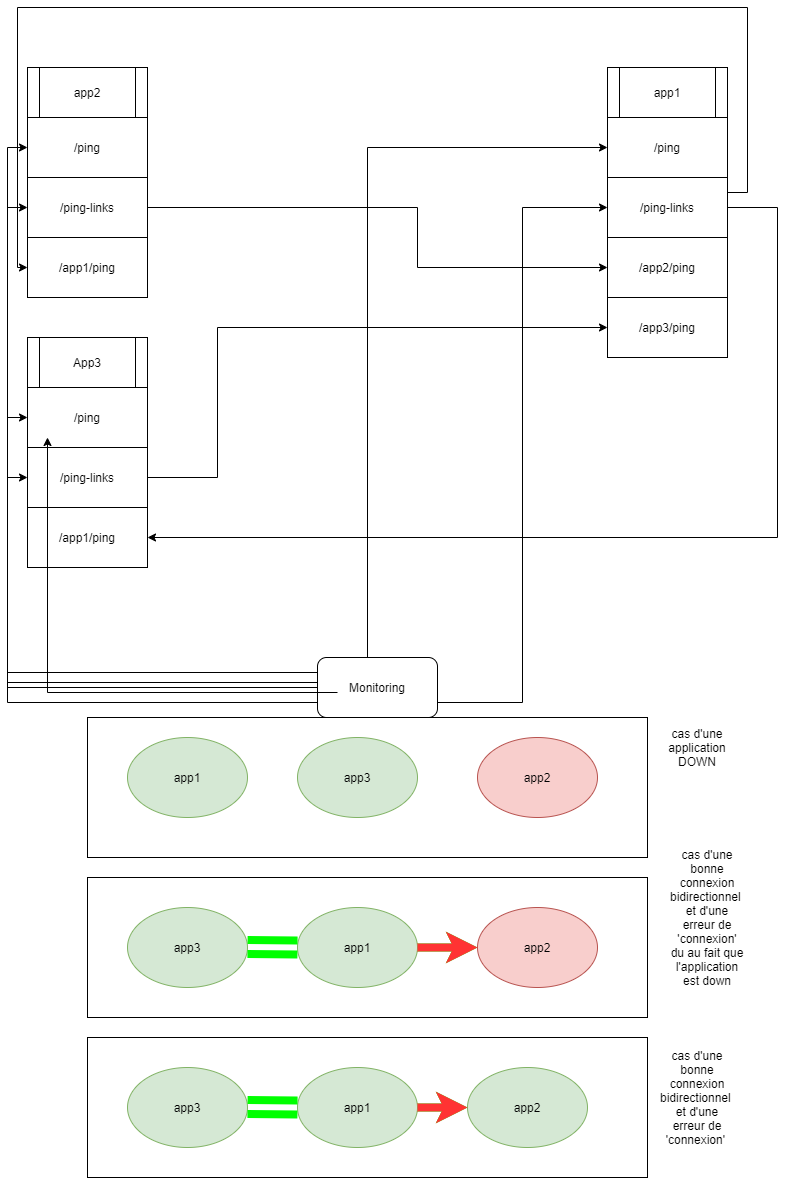 app2
/ping
/ping-links
/app1/ping
app1
/ping
/ping-links
/app2/ping
/app3/ping
App3
/ping
/ping-links
/app1/ping
Monitoring
app1
app3
app2
cas d'une
application
DOWN
app3
app1
app2
cas d'une
bonne
connexion
bidirectionnel
et d'une
erreur de
'connexion'
du au fait que
l'application
est down
app3
app1
app2
cas d'une
bonne
connexion
bidirectionnel
et d'une
erreur de
'connexion'